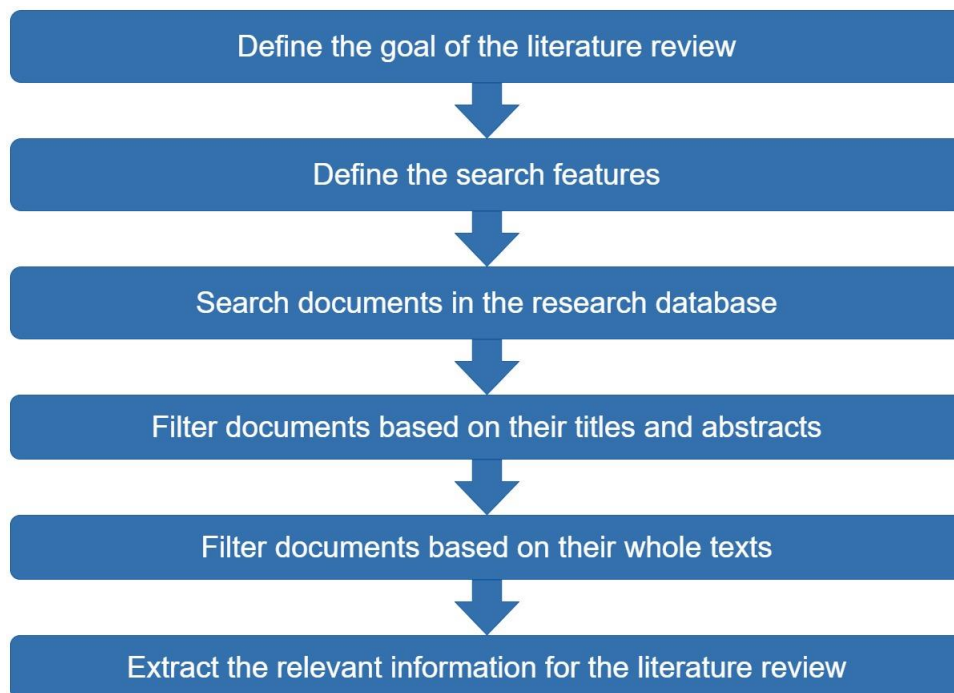 Define the goal of the literature review
Define the search features
Search documents in the research database
Filter documents based on their titles and abstracts
Filter documents based on their whole texts
Extract the relevant information for the literature review